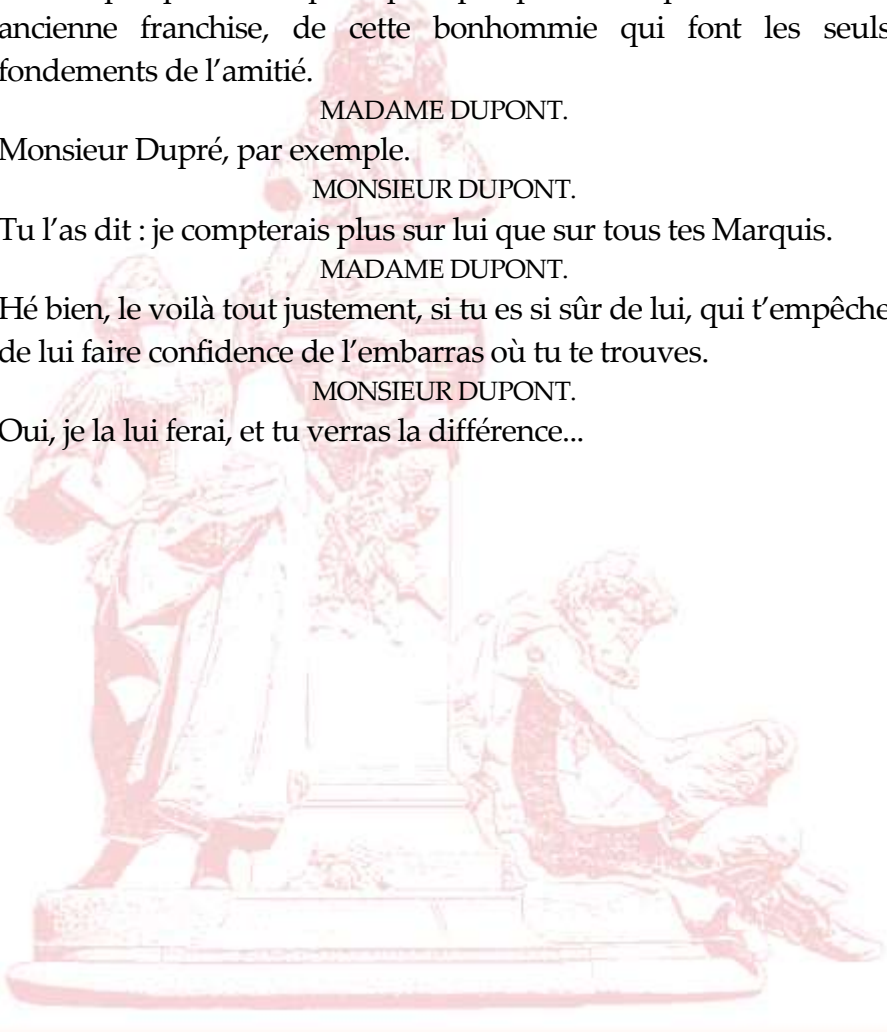 ancienne franchise, de cette bonhommie qui font les seuls
fondements de l’amitié.
MADAME DUPONT.
Monsieur Dupré, par exemple.
MONSIEUR DUPONT.
Tu l’as dit : je compterais plus sur lui que sur tous tes Marquis.
MADAME DUPONT.
Hé bien, le voilà tout justement, si tu es si sûr de lui, qui t’empêche
de lui faire confidence de l’embarras où tu te trouves.
MONSIEUR DUPONT.
Oui, je la lui ferai, et tu verras la différence...